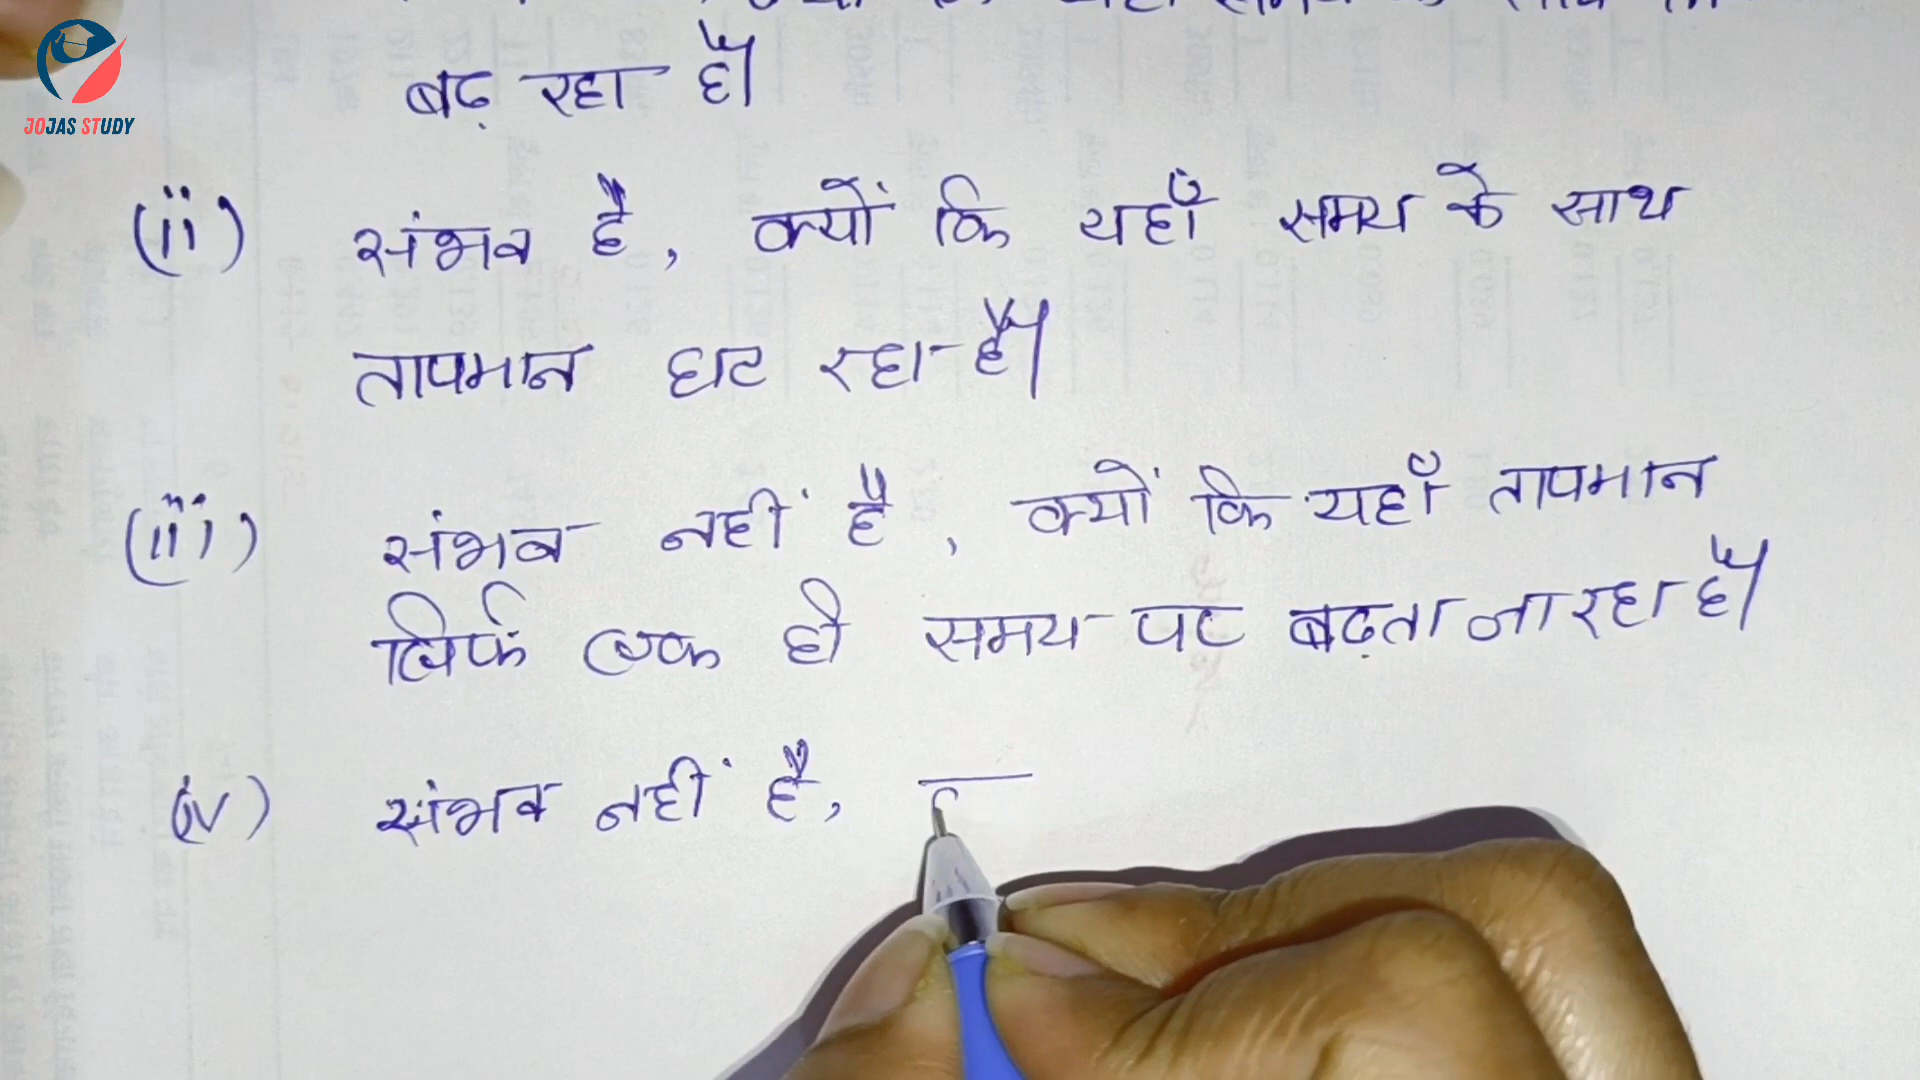 JOJAS STUDY
बढ़ रहा है।
(ii) संभव है, क्यों कि यहाँ समय के साथ
तापमान घट रहा है।
(iii) संभव नहीं है, क्यों कि यहाँ तापमान
सिर्फ एक ही समय पर बढ़ता जा रहा है।
(iv) संभव नहीं है,